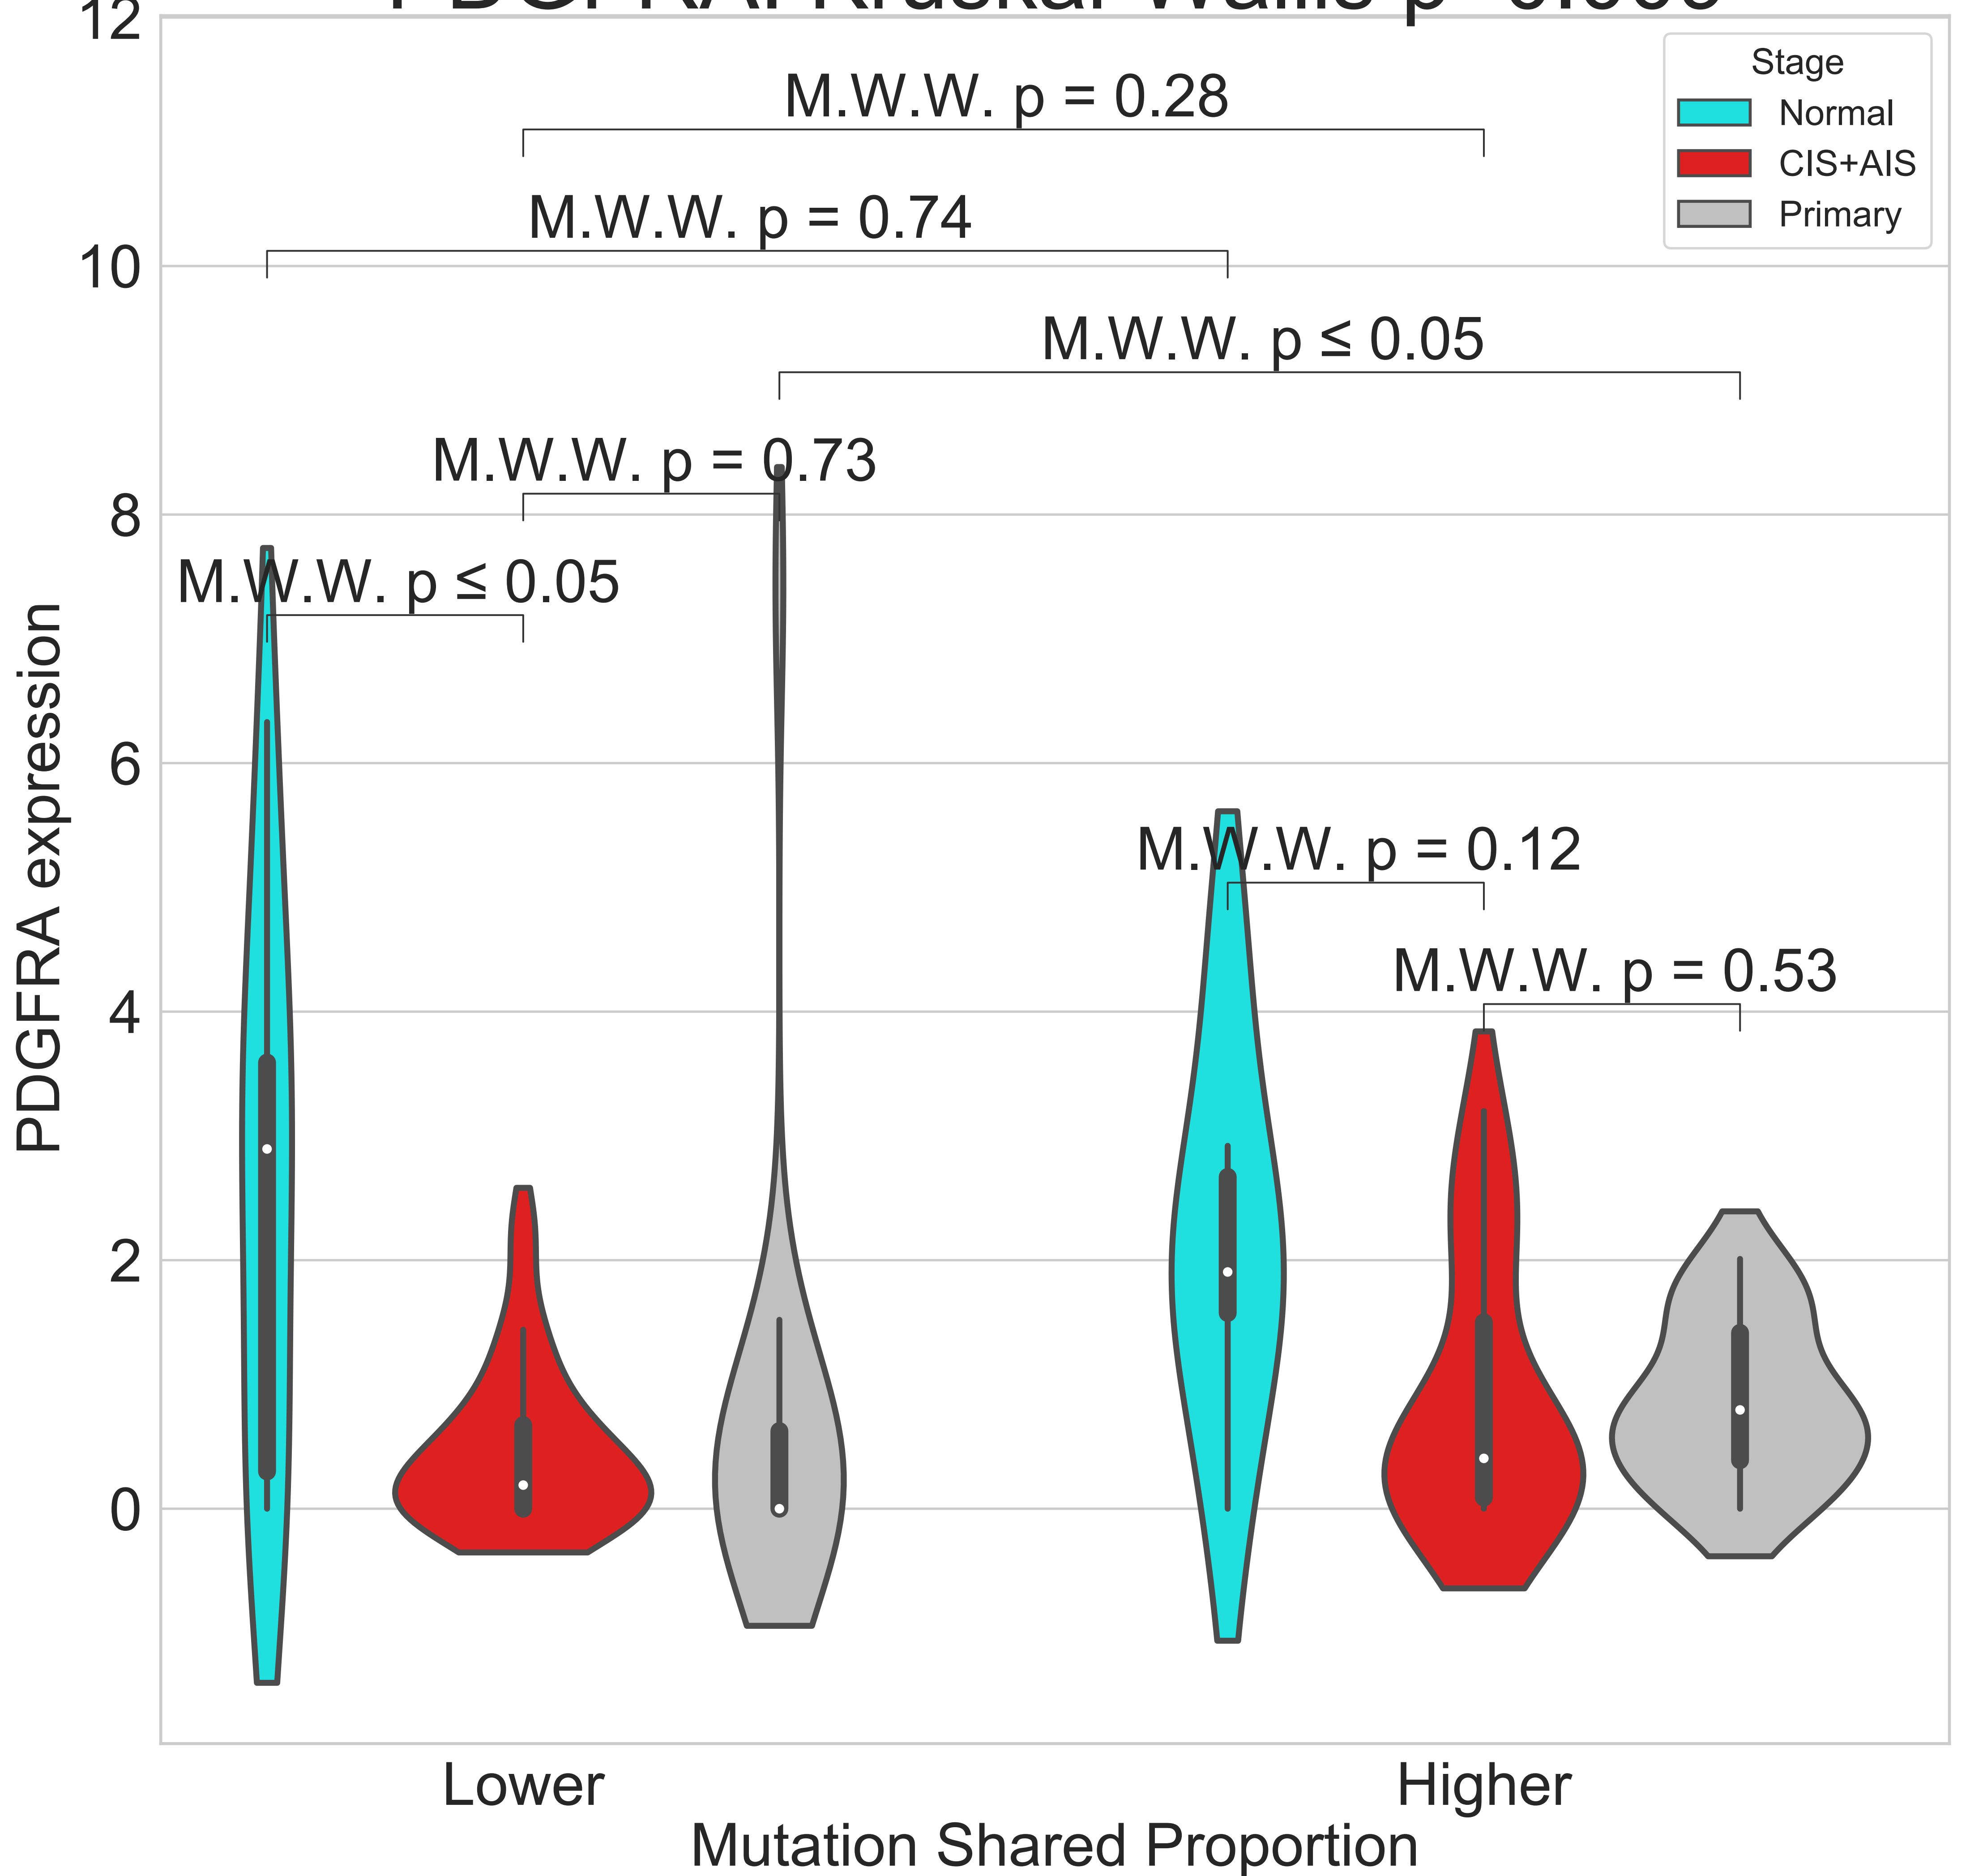 12
M.W.W. p = 0.28
Stage
Normal
CIS+AIS
Primary
M.W.W. p = 0.74
10
M.W.W. p ≤ 0.05
M.W.W. p = 0.73
8
M.W.W. p ≤ 0.05
6
M.W.W. p = 0.12
M.W.W. p = 0.53
4
2
0
PDGFRA expression
Lower
Higher
Mutation Shared Proportion